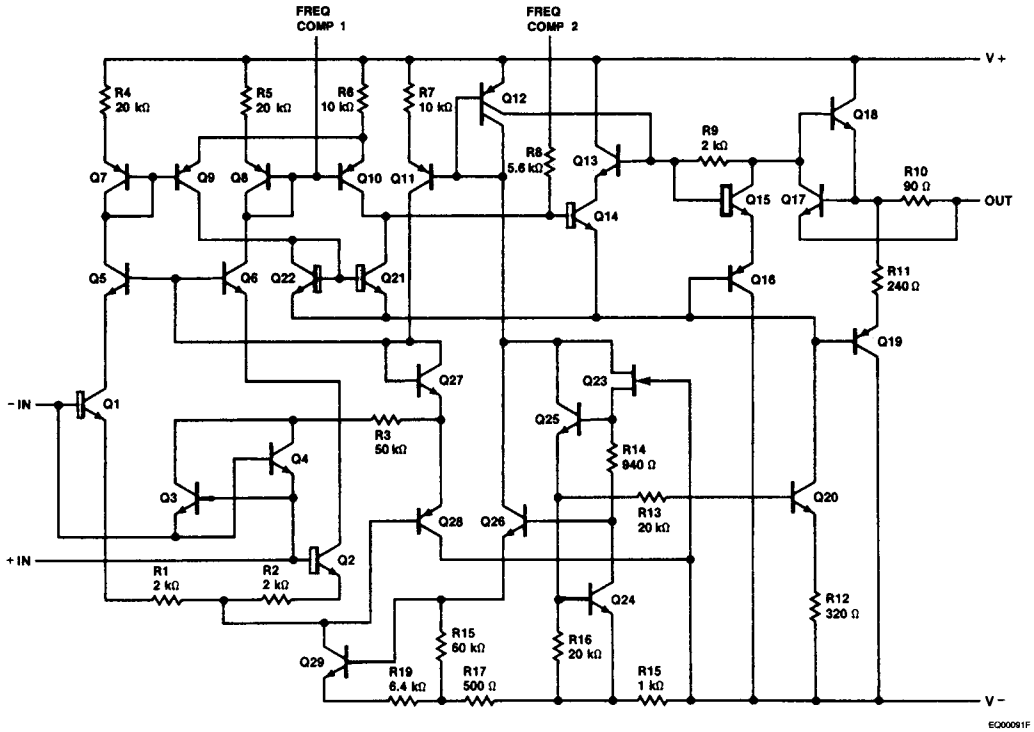 FREQ
COMP 1
FREQ
COMP 2
V+
R4
20 kΩ
R5
20 kΩ
R6
10 kΩ
R7
10 kΩ
Q12
R8
5.6 kΩ
Q13
R9
2 kΩ
Q18
Q7
Q9
Q8
Q10
Q11
Q14
Q15
Q17
R10
90 Ω
OUT
Q5
Q6
Q22
Q21
Q16
R11
240 Ω
Q19
Q27
Q23
-IN
Q1
R3
50 kΩ
Q25
R14
940 Ω
Q4
Q3
Q28
Q26
R13
20 kΩ
Q20
+IN
Q2
R1
2 kΩ
R2
2 kΩ
Q24
R12
320 Ω
Q29
R15
60 kΩ
R16
20 kΩ
R19
6.4 kΩ
R17
500 Ω
R15
1 kΩ
V-
EQ00091F